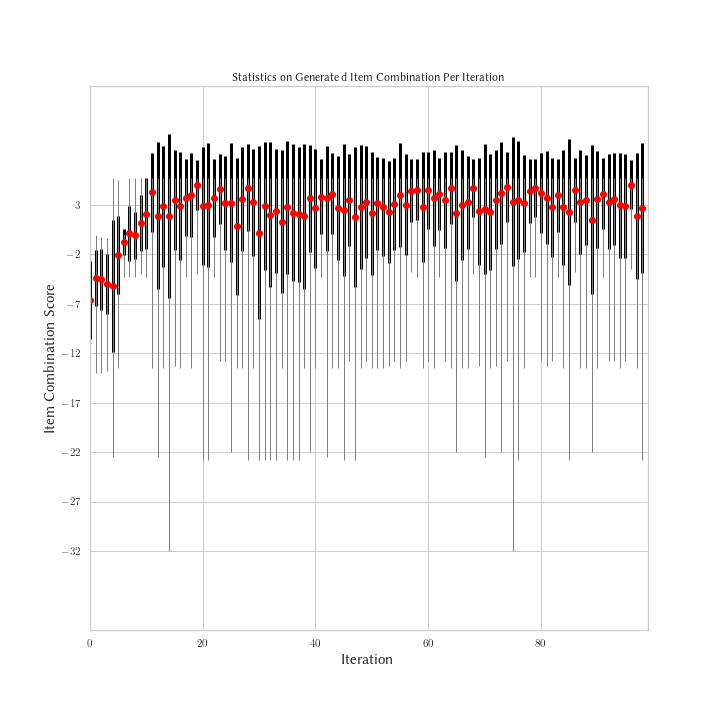 Statistics on Generated Item Combination Per Iteration
Item Combination Score
3
−2
−7
−12
−17
−22
−27
−32
0 20 40 60 80
Iteration